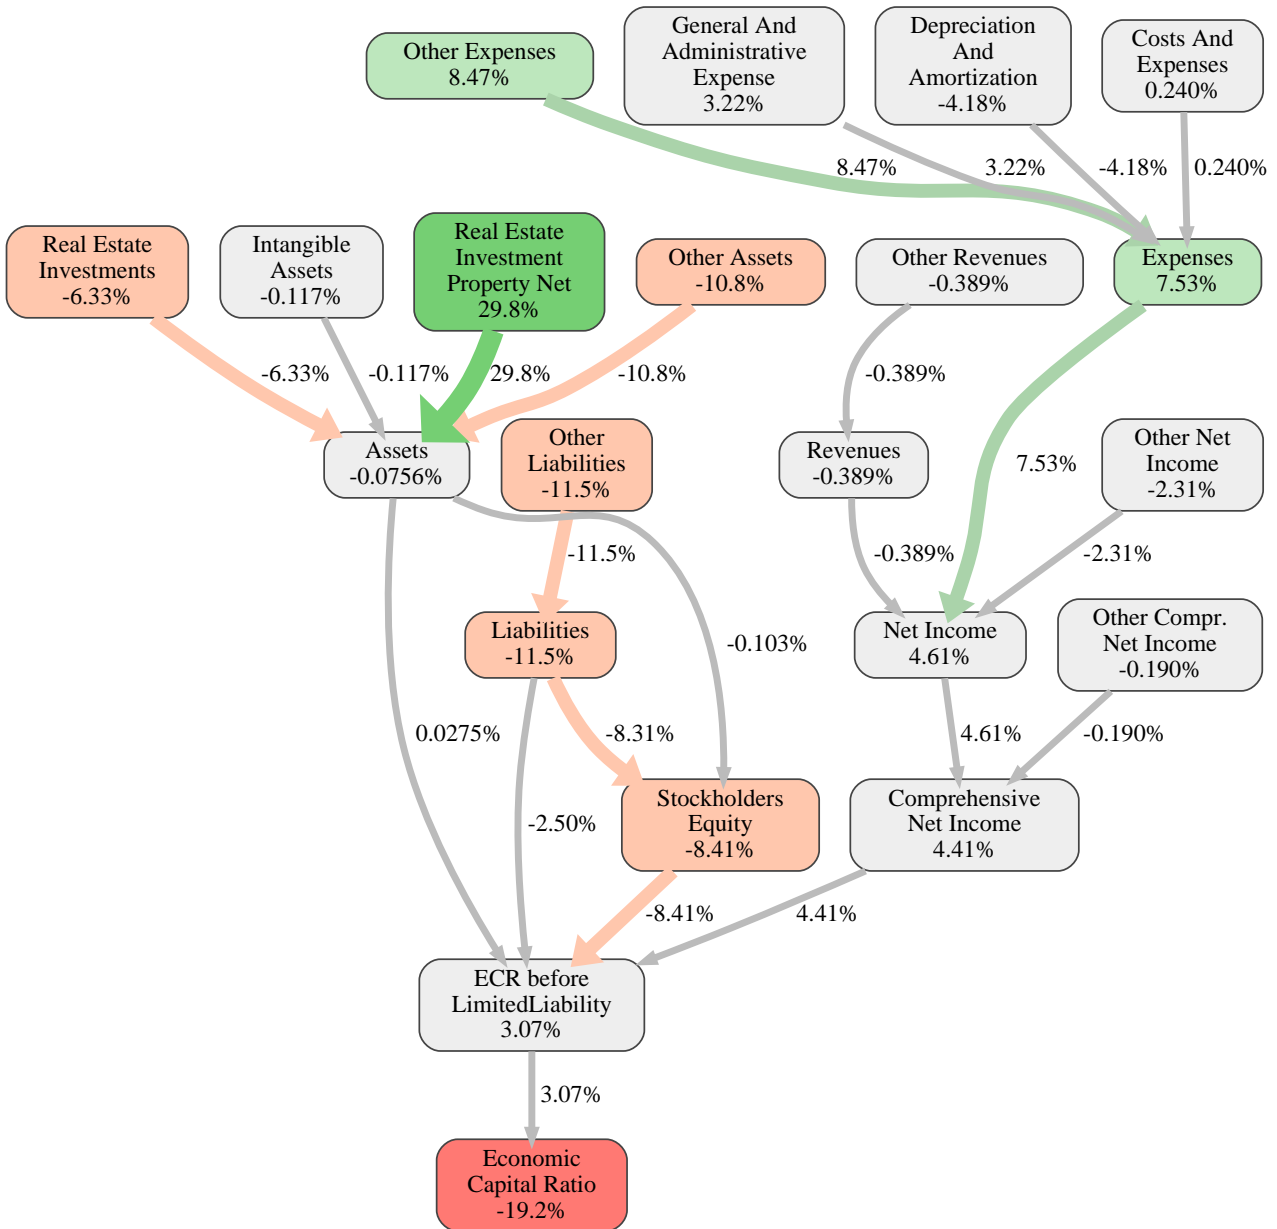 Other Expenses
8.47%
General And
Administrative
Expense
3.22%
Depreciation
And
Amortization
-4.18%
Costs And
Expenses
0.240%
8.47%
3.22%
-4.18%
0.240%
Real Estate
Investments
-6.33%
Intangible
Assets
-0.117%
Real Estate
Investment
Property Net
29.8%
Other Assets
-10.8%
Other Revenues
-0.389%
Expenses
7.53%
-6.33%
-0.117%
29.8%
-10.8%
-0.389%
Assets
-0.0756%
Other
Liabilities
-11.5%
Revenues
-0.389%
7.53%
Other Net
Income
-2.31%
-11.5%
-0.389%
-2.31%
Liabilities
-11.5%
-0.103%
Net Income
4.61%
Other Compr.
Net Income
-0.190%
0.0275%
-8.31%
4.61%
-0.190%
-2.50%
Stockholders
Equity
-8.41%
Comprehensive
Net Income
4.41%
-8.41%
4.41%
ECR before
LimitedLiability
3.07%
3.07%
Economic
Capital Ratio
-19.2%